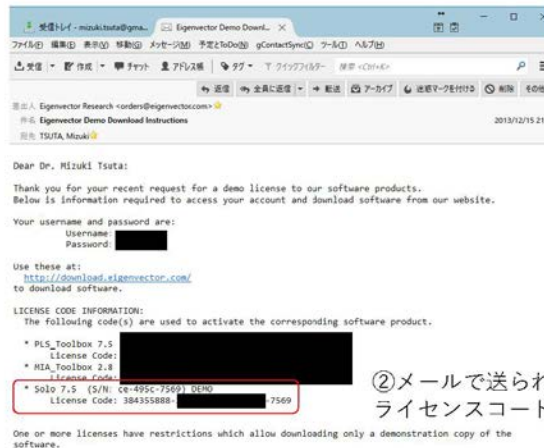 受信トレイ - mizuki.tsuta@gma...
Eigenvector Demo Downl...
ファイル(F) 編集(E) 表示(V) 移動(G) メッセージ(M) 予定とToDo(N) gContactSync(C) ツール(T) ヘルプ(H)
受信 作成 チャット アドレス帳 タグ クイックフィルター 検索 <Ctrl+K>
返信 全員に返信 転送 アーカイブ 迷惑マークを付ける 削除 その他
差出人 Eigenvector Research <orders@eigenvector.com>
件名 Eigenvector Demo Download Instructions
2013/12/15 21
宛先 TSUTA, Mizuki
Dear Dr. Mizuki Tsuta:
Thank you for your recent request for a demo license to our software products.
Below is information required to access your account and download software from our website.
Your username and password are:
Username:
Password:
Use these at:
http://download.eigenvector.com/
to download software.
LICENSE CODE INFORMATION:
The following code(s) are used to activate the corresponding software product.
* PLS_Toolbox 7.5
License Code:
* MIA_Toolbox 2.8
License Code:
* Solo 7.5 (S/N: ce-495c-7569) DEMO
License Code: 384355888- -7569
②メールで送られ
ライセンスコート
One or more licenses have restrictions which allow downloading only a demonstration copy of the
software.